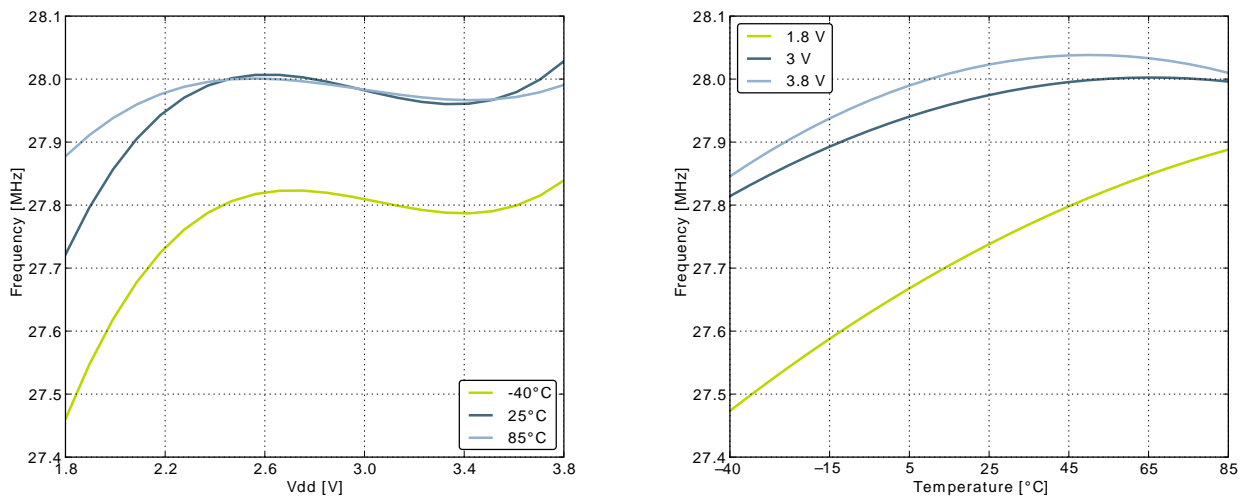 28.1
28.0
27.9
27.8
27.7
27.6
27.5
27.4
Frequency [MHz]
1.8 2.2 2.6 3.0 3.4 3.8
Vdd [V]
-40°C
25°C
85°C
28.1
28.0
27.9
27.8
27.7
27.6
27.5
27.4
Frequency [MHz]
–40 –15 5 25 45 65 85
Temperature [°C]
1.8 V
3 V
3.8 V